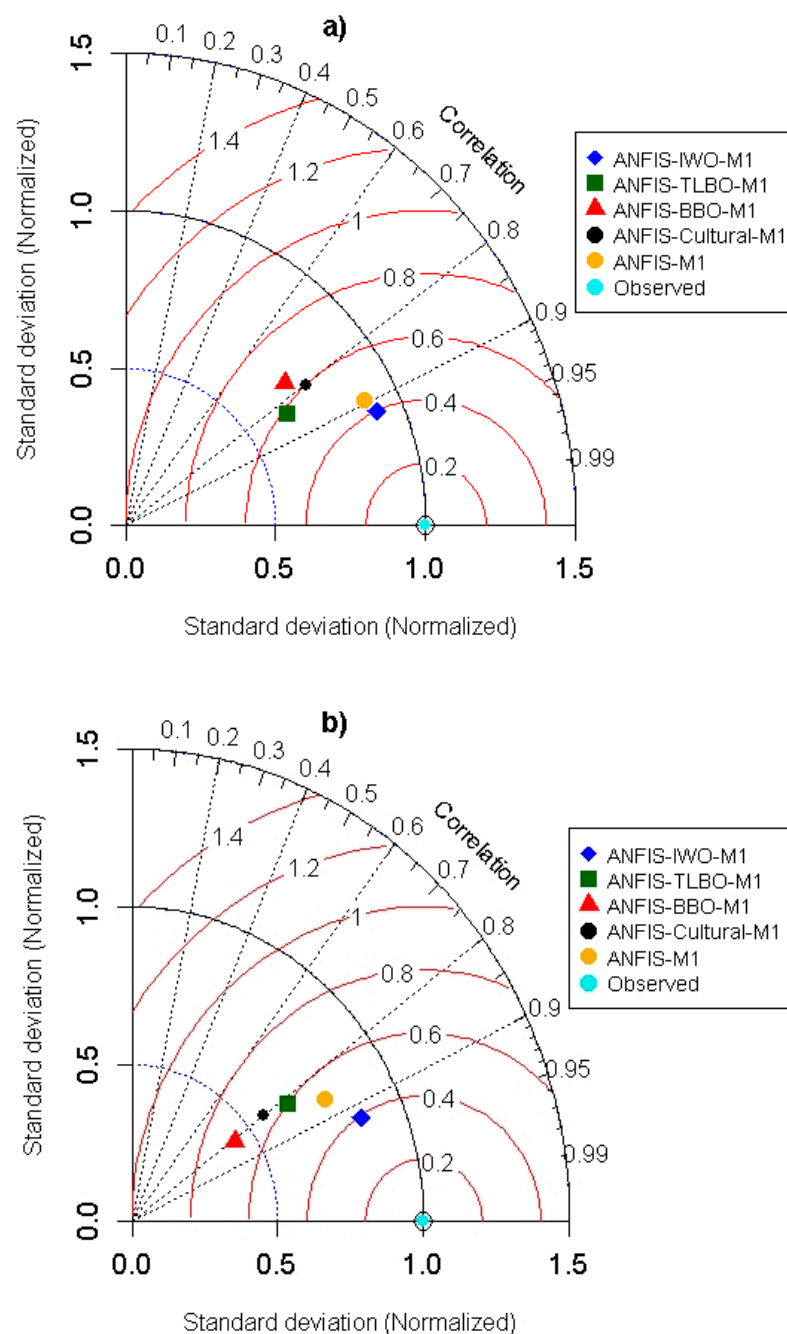 a)
0.1 0.2 0.3 0.4 0.5 0.6 0.7 0.8 0.9 0.95 0.99
Correlation
1.5
1.0
0.5
0.0
Standard deviation (Normalized)
1.4
1.2
1
0.8
0.6
0.4
0.2
0.0 0.5 1.0 1.5
Standard deviation (Normalized)
ANFIS-IWO-M1
ANFIS-TLBO-M1
ANFIS-BBO-M1
ANFIS-Cultural-M1
ANFIS-M1
Observed
b)
0.1 0.2 0.3 0.4 0.5 0.6 0.7 0.8 0.9 0.95 0.99
Correlation
1.5
1.0
0.5
0.0
Standard deviation (Normalized)
1.4
1.2
1
0.8
0.6
0.4
0.2
0.0 0.5 1.0 1.5
Standard deviation (Normalized)
ANFIS-IWO-M1
ANFIS-TLBO-M1
ANFIS-BBO-M1
ANFIS-Cultural-M1
ANFIS-M1
Observed